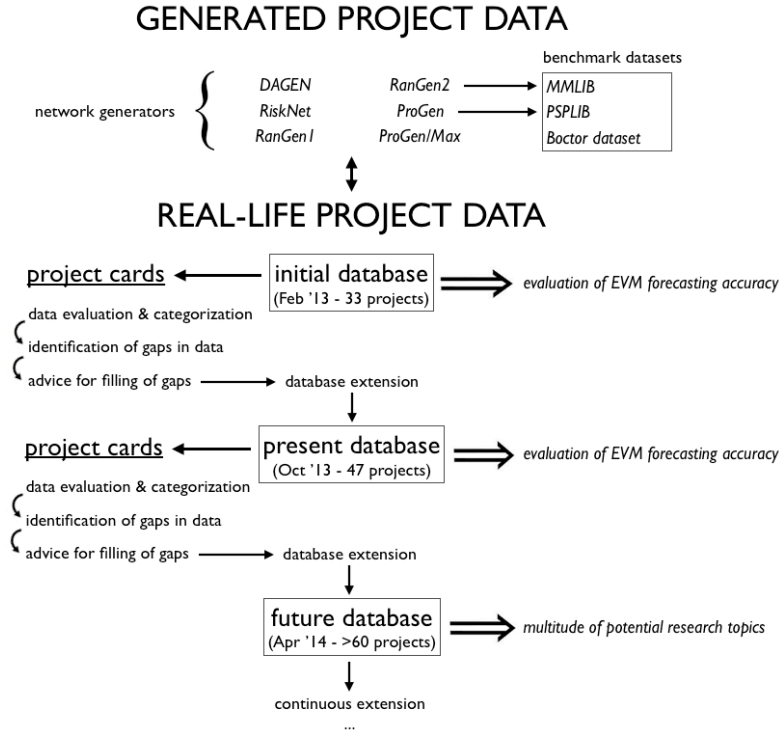 GENERATED PROJECT DATA
benchmark datasets
network generators
DAGEN RanGen2 MMLIB
RiskNet ProGen PSPLIB
RanGen1 ProGen/Max Boctor dataset
REAL-LIFE PROJECT DATA
project cards initial database
(Feb '13 - 33 projects)
evaluation of EVM forecasting accuracy
data evaluation & categorization
identification of gaps in data
advice for filling of gaps database extension
project cards present database
(Oct '13 - 47 projects)
evaluation of EVM forecasting accuracy
data evaluation & categorization
identification of gaps in data
advice for filling of gaps database extension
future database
(Apr '14 - >60 projects)
multitude of potential research topics
continuous extension
...